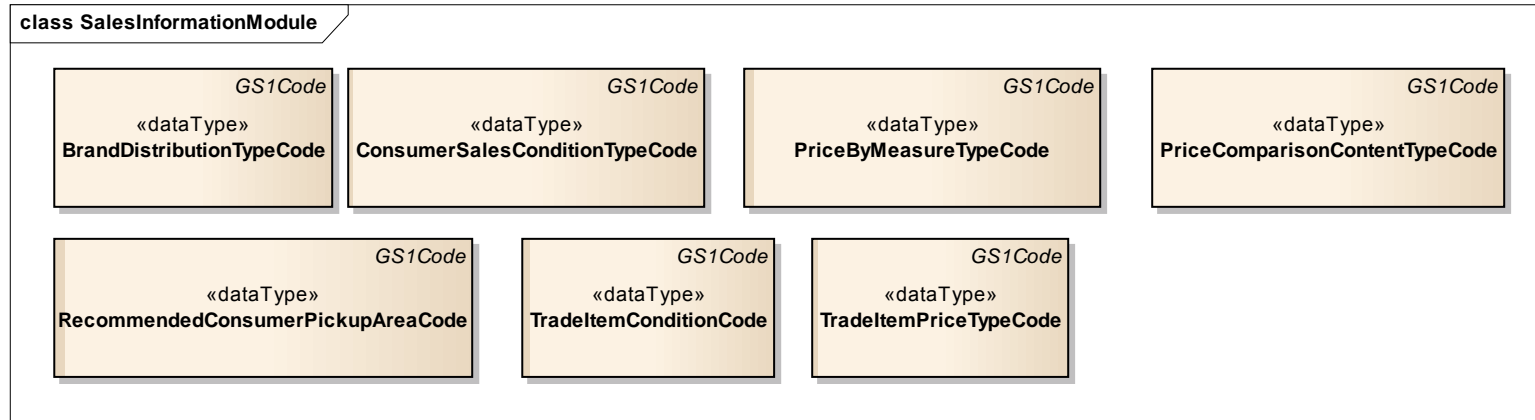 class SalesInformationModule
GS1Code
«dataType»
BrandDistributionTypeCode
GS1Code
«dataType»
ConsumerSalesConditionTypeCode
GS1Code
«dataType»
PriceByMeasureTypeCode
GS1Code
«dataType»
PriceComparisonContentTypeCode
GS1Code
«dataType»
RecommendedConsumerPickupAreaCode
GS1Code
«dataType»
TradeItemConditionCode
GS1Code
«dataType»
TradeItemPriceTypeCode